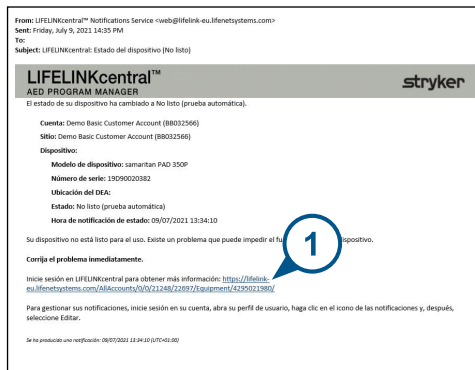 From: LIFELINKcentral™ Notifications Service <web@lifelink-eu.lifenetsystems.com>
Sent: Friday, July 9, 2021 14:35 PM
To:
Subject: LIFELINKcentral: Estado del dispositivo (No listo)
LIFELINKcentral™
AED PROGRAM MANAGER
stryker
El estado de su dispositivo ha cambiado a No listo (prueba automática).
Cuenta: Demo Basic Customer Account (BB032566)
Sitio: Demo Basic Customer Account (BB032566)
Dispositivo:
Modelo de dispositivo: samaritan PAD 350P
Número de serie: 19D90020382
Ubicación del DEA:
Estado: No listo (prueba automática)
Hora de notificación de estado: 09/07/2021 13:34:10
Su dispositivo no está listo para el uso. Existe un problema que puede impedir el ispositivo.
1
Corrija el problema inmediatamente.
Inicie sesión en LIFELINKcentral para obtener más información: https://lifelink-
eu.lifenetsystems.com/AllAccounts/0/0/21248/22697/Equipment/4295021980/
Para gestionar sus notificaciones, inicie sesión en su cuenta, abra su perfil de usuario, haga clic en el icono de las notificaciones y, después,
seleccione Editar.
Se ha producido una notificación: 09/07/2021 13:34:10 (UTC+01:00)